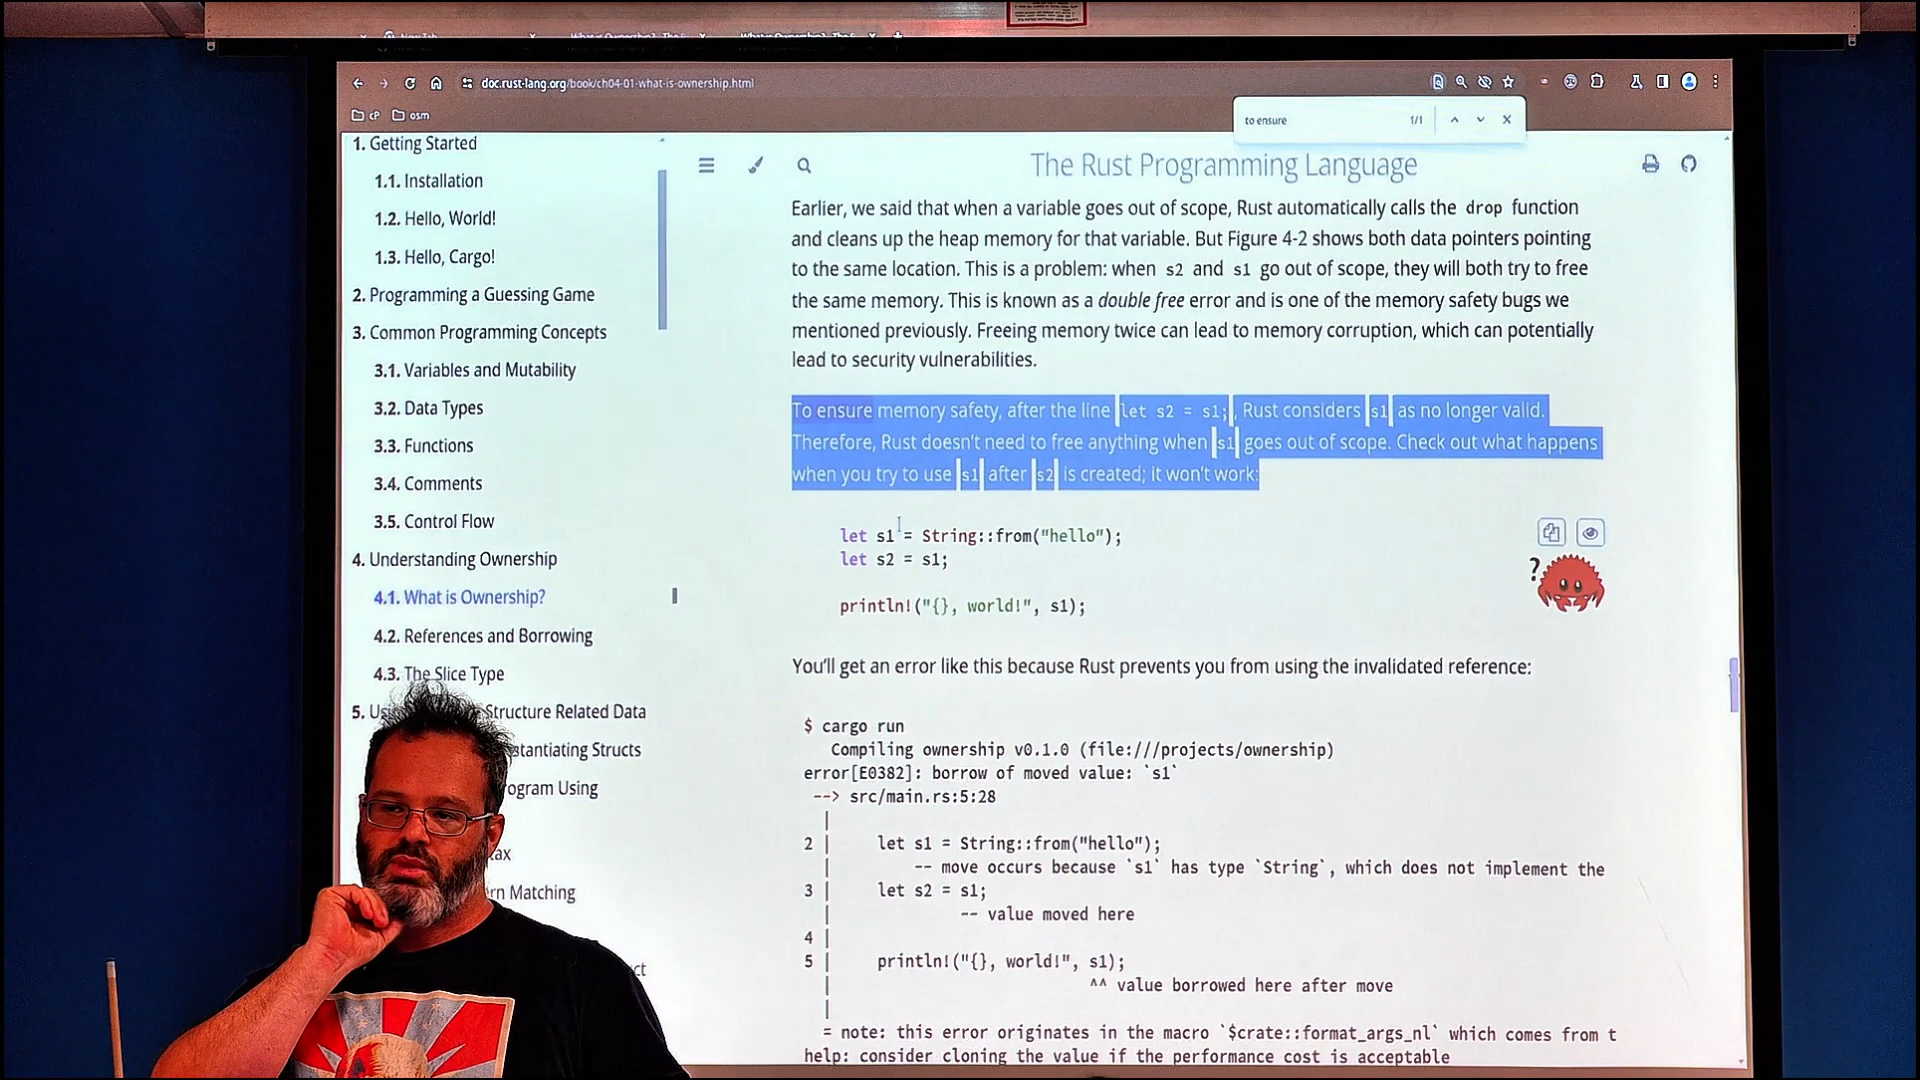 New Tab
What is Ownership? - The R
What is Ownership? - The R
doc.rust-lang.org/book/ch04-01-what-is-ownership.html
cP
osm
to ensure
1/1
1. Getting Started
1.1. Installation
1.2. Hello, World!
1.3. Hello, Cargo!
2. Programming a Guessing Game
3. Common Programming Concepts
3.1. Variables and Mutability
3.2. Data Types
3.3. Functions
3.4. Comments
3.5. Control Flow
4. Understanding Ownership
4.1. What is Ownership?
4.2. References and Borrowing
4.3. The Slice Type
Structure Related Data
stantiating Structs
ogram Using
tax
rn Matching
ct
The Rust Programming Language
Earlier, we said that when a variable goes out of scope, Rust automatically calls the drop function
and cleans up the heap memory for that variable. But Figure 4-2 shows both data pointers pointing
to the same location. This is a problem: when s2 and s1 go out of scope, they will both try to free
the same memory. This is known as a double free error and is one of the memory safety bugs we
mentioned previously. Freeing memory twice can lead to memory corruption, which can potentially
lead to security vulnerabilities.
To ensure memory safety, after the line let s2 = s1; , Rust considers s1 as no longer valid.
Therefore, Rust doesn't need to free anything when s1 goes out of scope. Check out what happens
when you try to use s1 after s2 is created; it won't work:
let s1 = String::from("hello");
let s2 = s1;
println!("{}, world!", s1);
?
You'll get an error like this because Rust prevents you from using the invalidated reference:
$ cargo run
Compiling ownership v0.1.0 (file:///projects/ownership)
error[E0382]: borrow of moved value: `s1`
--> src/main.rs:5:28
|
2 | let s1 = String::from("hello");
| -- move occurs because `s1` has type `String`, which does not implement the
3 | let s2 = s1;
| -- value moved here
4 |
5 | println!("{}, world!", s1);
| ^^ value borrowed here after move
|
= note: this error originates in the macro `$crate::format_args_nl` which comes from t
help: consider cloning the value if the performance cost is acceptable